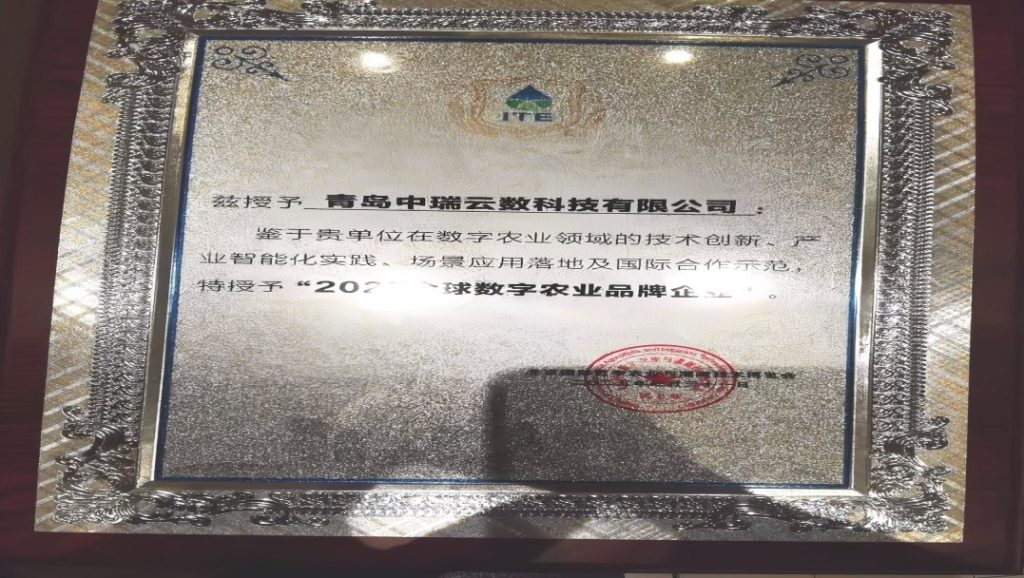 ITE
兹授予 青岛中瑞云数科技有限公司 :
鉴于贵单位在数字农业领域的技术创新、产
业智能化实践、场景应用落地及国际合作示范，
特授予“202 全球数字农业品牌企业”。